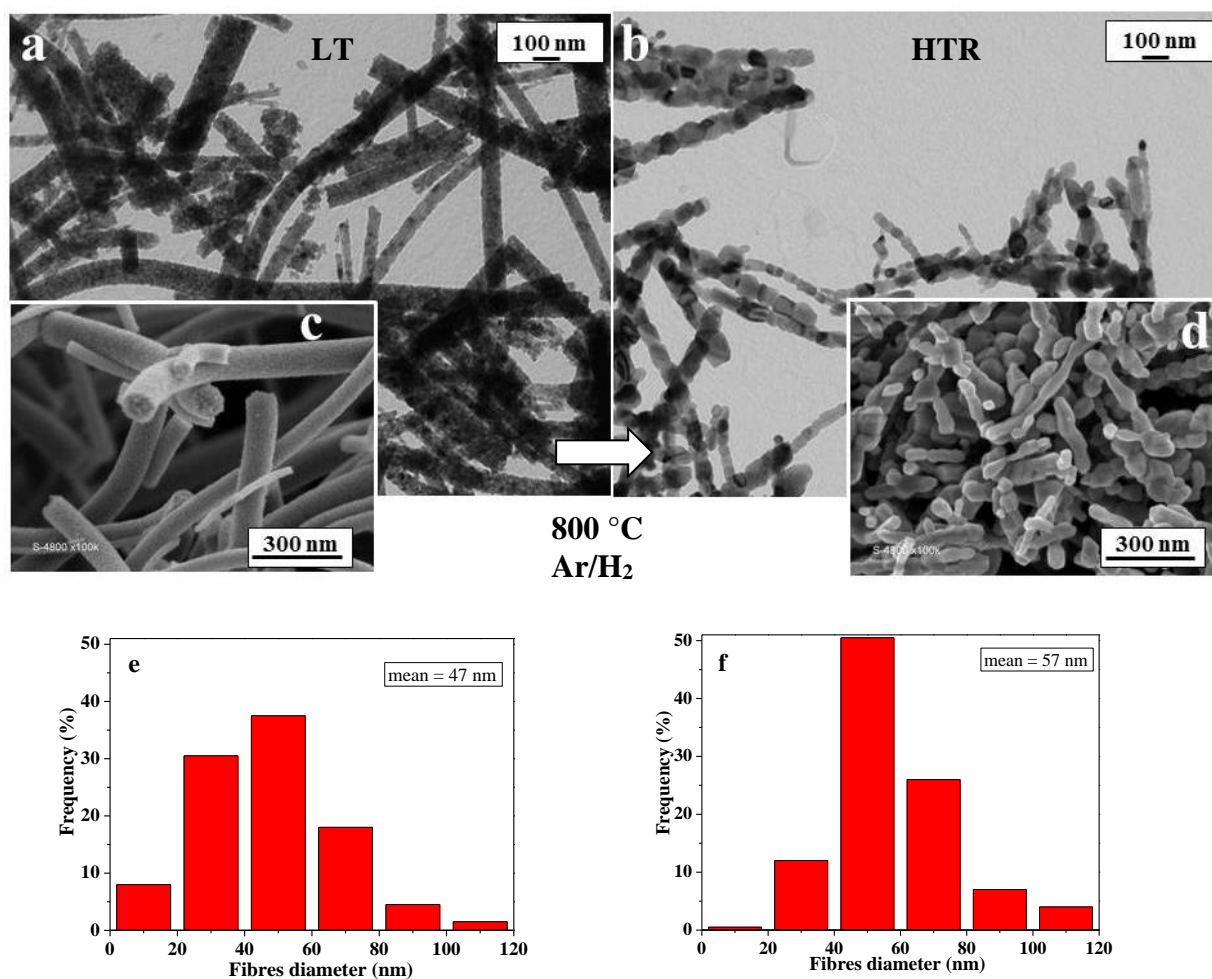 a
LT
100 nm
b
HTR
100 nm
c
S-4800 x100k
300 nm
800 °C
Ar/H₂
d
S-4800 x100k
300 nm
e
mean = 47 nm
50
40
30
20
10
0
Frequency (%)
0 20 40 60 80 100 120
Fibres diameter (nm)
f
mean = 57 nm
50
40
30
20
10
0
Frequency (%)
0 20 40 60 80 100 120
Fibres diameter (nm)